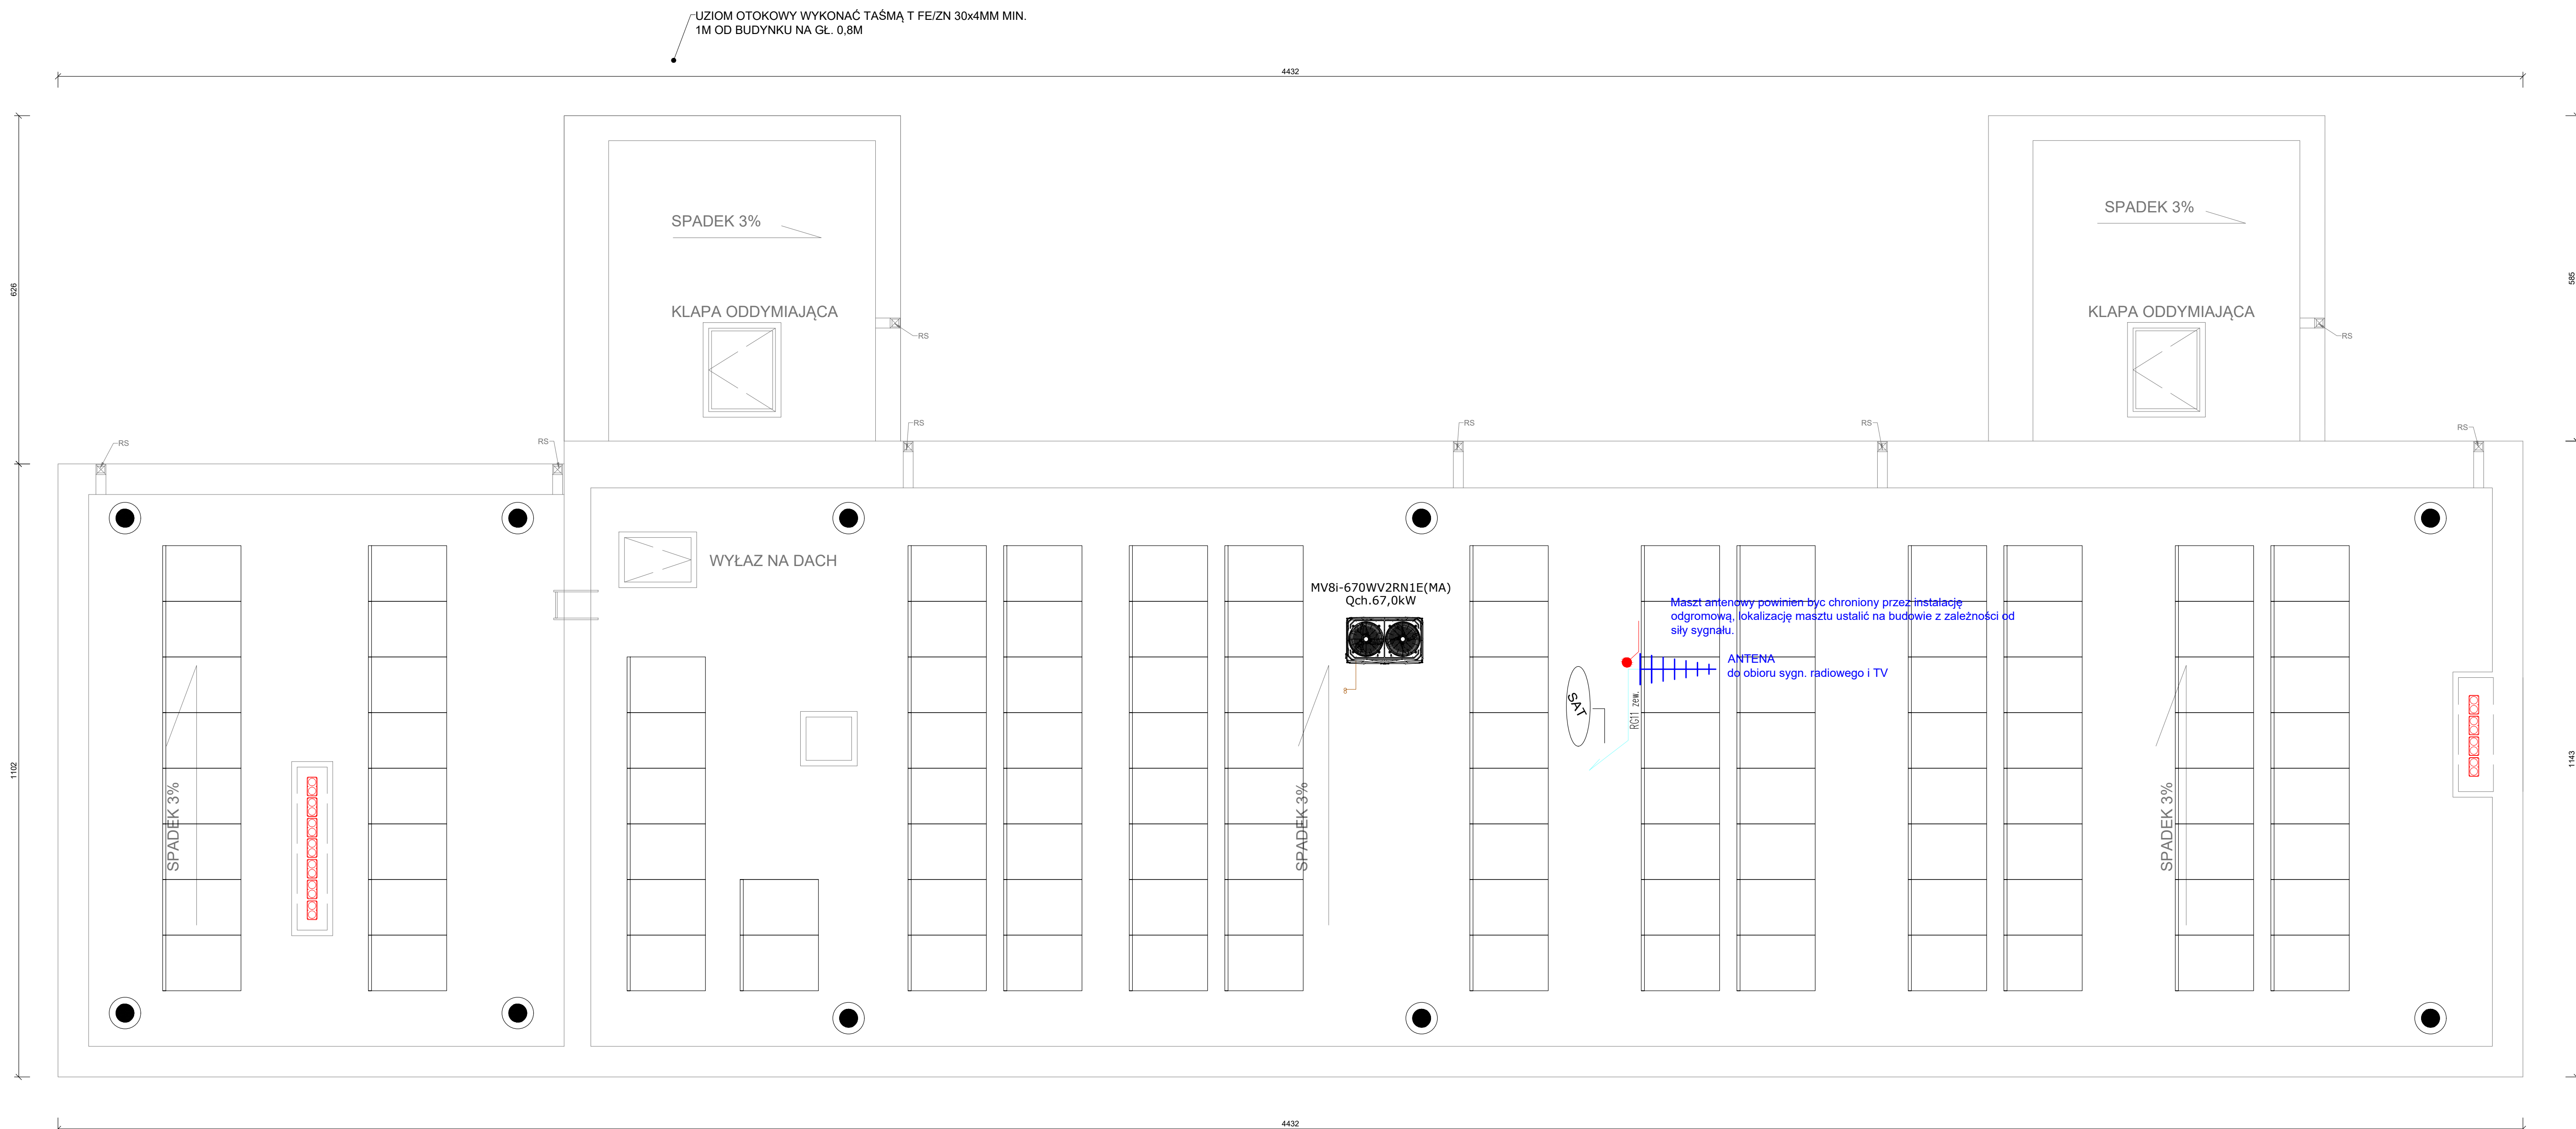 UZIOM OTOKOWY WYKONAĆ TAŚMĄ T FE/ZN 30x4MM MIN.
1M OD BUDYNKU NA GŁ. 0,8M
4432
SPADEK 3%
SPADEK 3%
626
585
KLAPA ODDYMIAJĄCA
KLAPA ODDYMIAJĄCA
RS
RS
RS
RS
RS
RS
RS
RS
WYŁAZ NA DACH
MV8i-670WV2RN1E(MA)
Qch.67,0kW
Maszt antenowy powinien byc chroniony przez instalację
odgromową, lokalizację masztu ustalić na budowie z zależności od
siły sygnału.
ANTENA
do obioru sygn. radiowego i TV
SAT
RG11 zew.
1102
1143
SPADEK 3%
SPADEK 3%
SPADEK 3%
4432